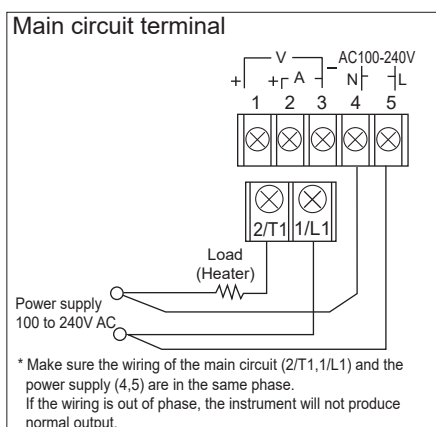 Main circuit terminal
V AC100-240V
+ + A − N L
1 2 3 4 5
2/T1 1/L1
Load
(Heater)
Power supply
100 to 240V AC
* Make sure the wiring of the main circuit (2/T1,1/L1) and the
power supply (4,5) are in the same phase.
If the wiring is out of phase, the instrument will not produce
normal output.